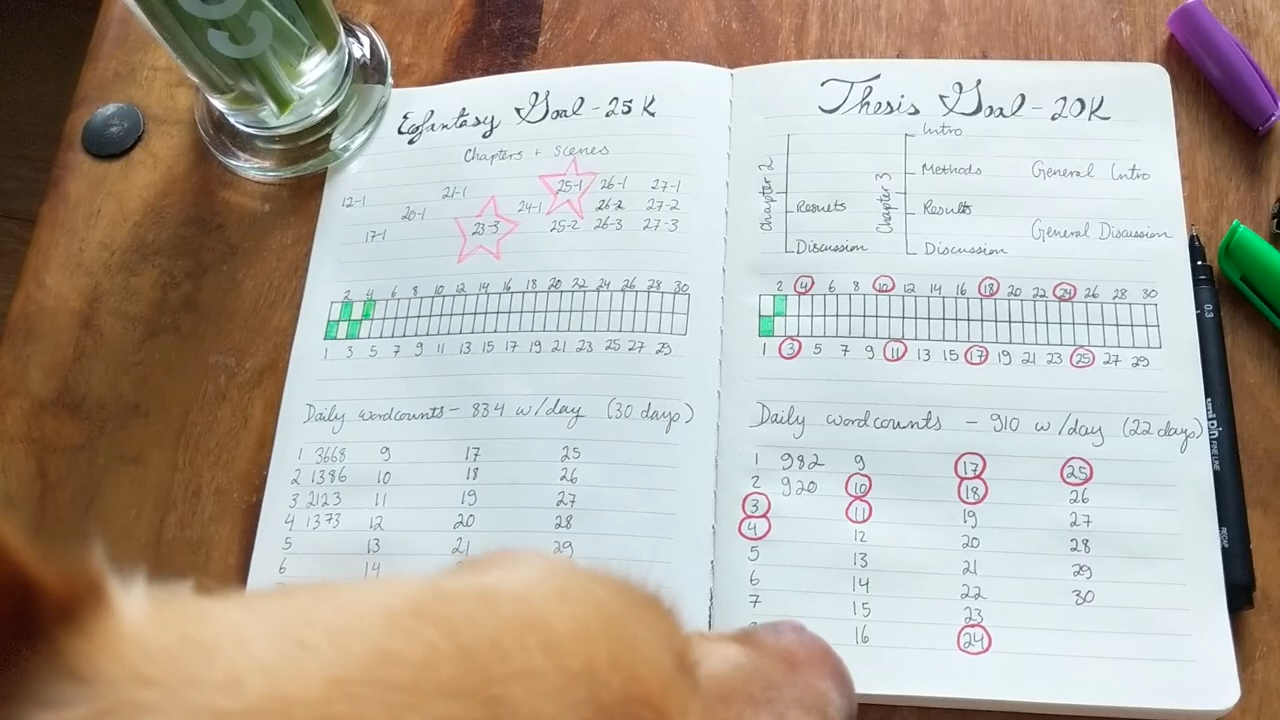 Ecofantasy Goal - 25K
Chapters + Scenes
12-1 21-1 25-1 26-1 27-1
20-1 24-1 26-2 27-2
17-1 23-3 25-2 26-3 27-3
2 4 6 8 10 12 14 16 18 20 22 24 26 28 30
1 3 5 7 9 11 13 15 17 19 21 23 25 27 29
Daily wordcounts - 834 w/day (30 days)
1 3668 9 17 25
2 1386 10 18 26
3 2123 11 19 27
4 1373 12 20 28
5 13 21 29
6 14
Thesis Goal - 20K
Chapter 2
Results
Discussion
Chapter 3
Intro
Methods
Results
Discussion
General Intro
General Discussion
2 4 6 8 10 12 14 16 18 20 22 24 26 28 30
1 3 5 7 9 11 13 15 17 19 21 23 25 27 29
Daily wordcounts - 910 w/day (22 days)
1 982 9 17 25
2 920 10 18 26
3 11 19 27
4 12 20 28
5 13 21 29
6 14 22 30
7 15 23
16 24
0.3
uni pin
FINE LINE